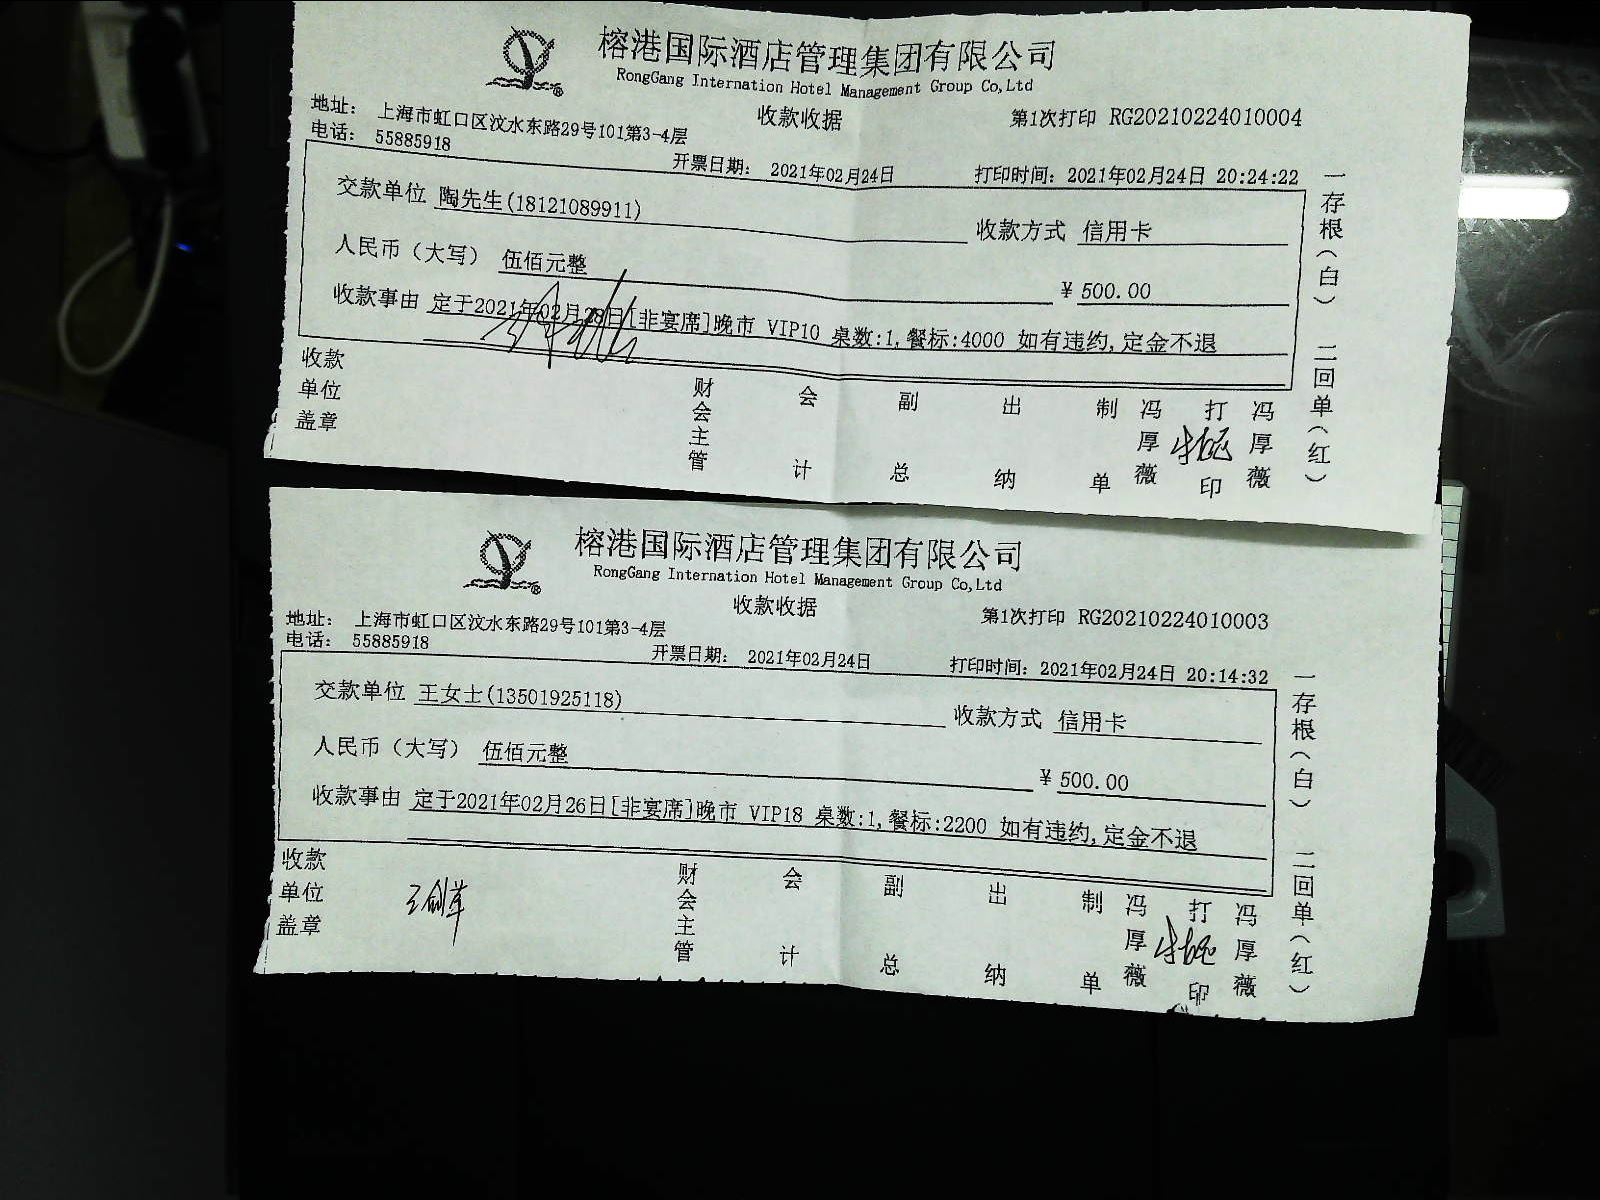 榕港国际酒店管理集团有限公司
RongGang Internation Hotel Management Group Co,Ltd
收款收据
第1次打印 RG20210224010004
地址： 上海市虹口区汶水东路29号101第3-4层
电话： 55885918
开票日期： 2021年02月24日
打印时间：2021年02月24日 20:24:22
交款单位 陶先生(18121089911)
收款方式 信用卡
人民币（大写） 伍佰元整
¥ 500.00
收款事由 定于2021年02月28日[非宴席]晚市 VIP10 桌数:1,餐标:4000 如有违约,定金不退
收款单位盖章
财会主管
会计
副总
出纳
制单
冯厚薇
打印
冯厚薇
一存根（白） 二回单（红）
榕港国际酒店管理集团有限公司
RongGang Internation Hotel Management Group Co,Ltd
收款收据
第1次打印 RG20210224010003
地址： 上海市虹口区汶水东路29号101第3-4层
电话： 55885918
开票日期： 2021年02月24日
打印时间：2021年02月24日 20:14:32
交款单位 王女士(13501925118)
收款方式 信用卡
人民币（大写） 伍佰元整
¥ 500.00
收款事由 定于2021年02月26日[非宴席]晚市 VIP18 桌数:1,餐标:2200 如有违约,定金不退
收款单位盖章
财会主管
会计
副总
出纳
制单
冯厚薇
打印
冯厚薇
一存根（白） 二回单（红）